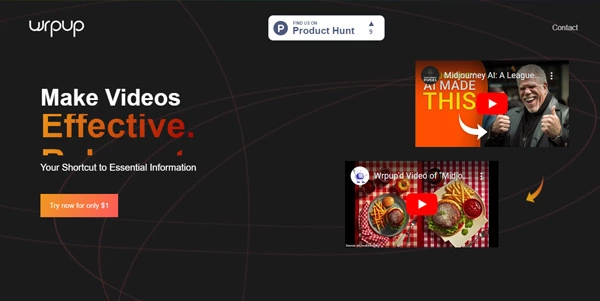 wrpup
FIND US ON
Product Hunt
9
Contact
Make Videos
Effective.
Your Shortcut to Essential Information
Try now for only $1
Midjourney AI: A League...
AI MADE
THIS
Wrpup'd Video of "Midjo...